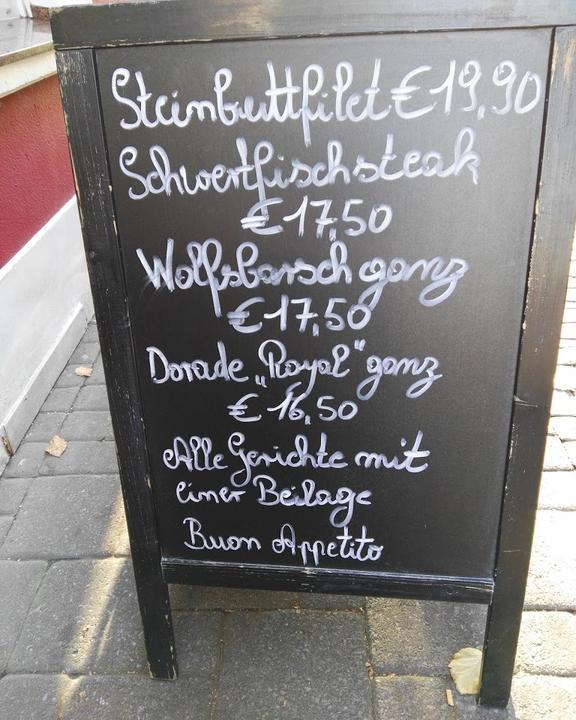 Steinbuttfilet € 19,90
Schwertfischsteak
€ 17,50
Wolfsbarsch ganz
€ 17,50
Dorade „Royal" ganz
€ 16,50
Alle Gerichte mit
einer Beilage
Buon Appetito